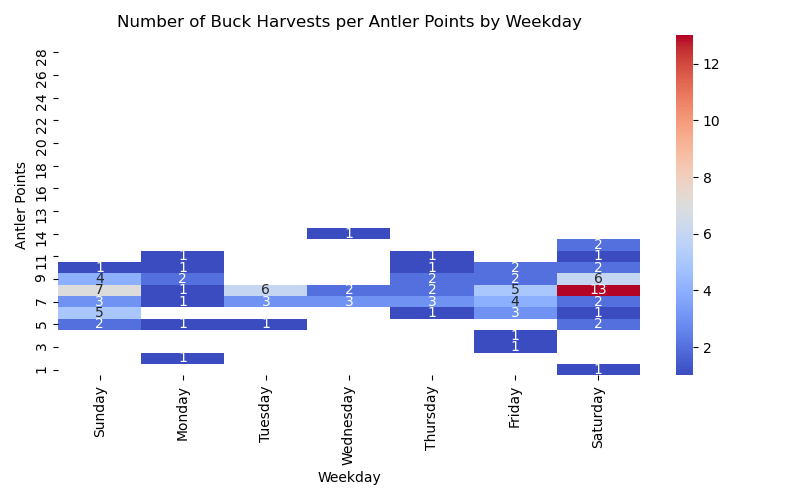 Number of Buck Harvests per Antler Points by Weekday
Antler Points
28
26
24
22
20
18
16
13
14
11
9
7
5
3
1
1
2
1 1 1
1 1 1 2 2
4 2 2 2 6
7 1 6 2 2 5 13
3 1 3 3 3 4 2
5 1 3 1
2 1 1 2
1
1
1
1
Sunday
Monday
Tuesday
Wednesday
Thursday
Friday
Saturday
Weekday
12
10
8
6
4
2